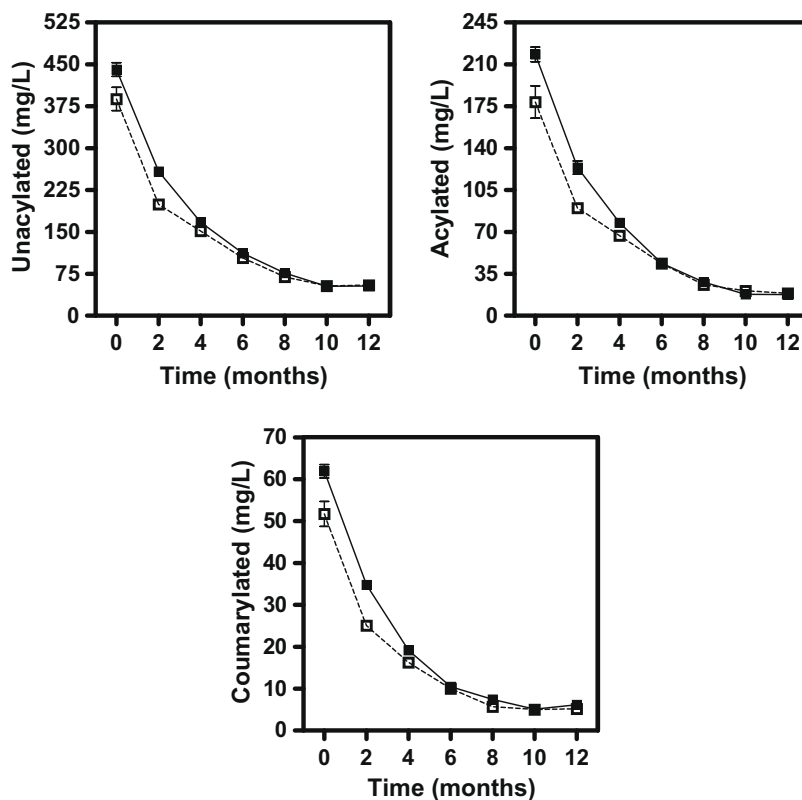 Unacylated (mg/L)
525
450
375
300
225
150
75
0
0 2 4 6 8 10 12
Time (months)
Acylated (mg/L)
245
210
175
140
105
70
35
0
0 2 4 6 8 10 12
Time (months)
Coumarylated (mg/L)
70
60
50
40
30
20
10
0
0 2 4 6 8 10 12
Time (months)